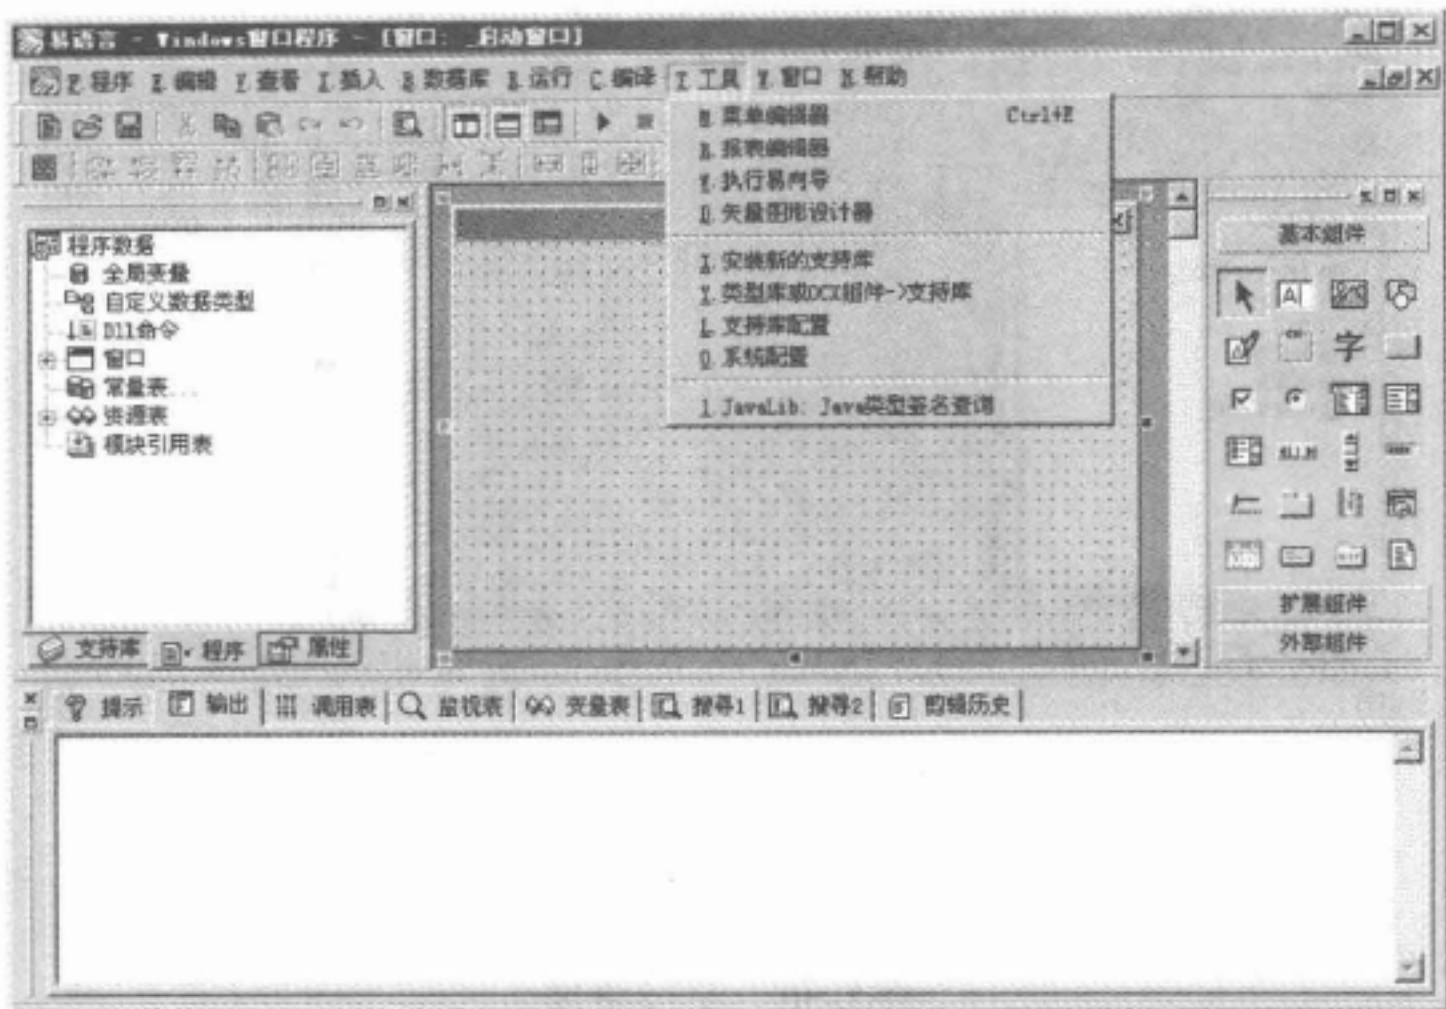 易语言 - Windows窗口程序 - [窗口: _启动窗口]
P.程序 E.编辑 V.查看 I.插入 B.数据库 R.运行 C.编译 T.工具 W.窗口 H.帮助
M.菜单编辑器 Ctrl+E
R.报表编辑器
W.执行易向导
D.矢量图形设计器
I.安装新的支持库
Y.类型库或OCX组件->支持库
L.支持库配置
O.系统配置
1.JavaLib: Java类型签名查询
程序数据
全局变量
自定义数据类型
Dll命令
窗口
常量表...
资源表
模块引用表
支持库 程序 属性
基本组件
A
字
扩展组件
外部组件
提示 输出 调用表 监视表 变量表 搜寻1 搜寻2 剪辑历史